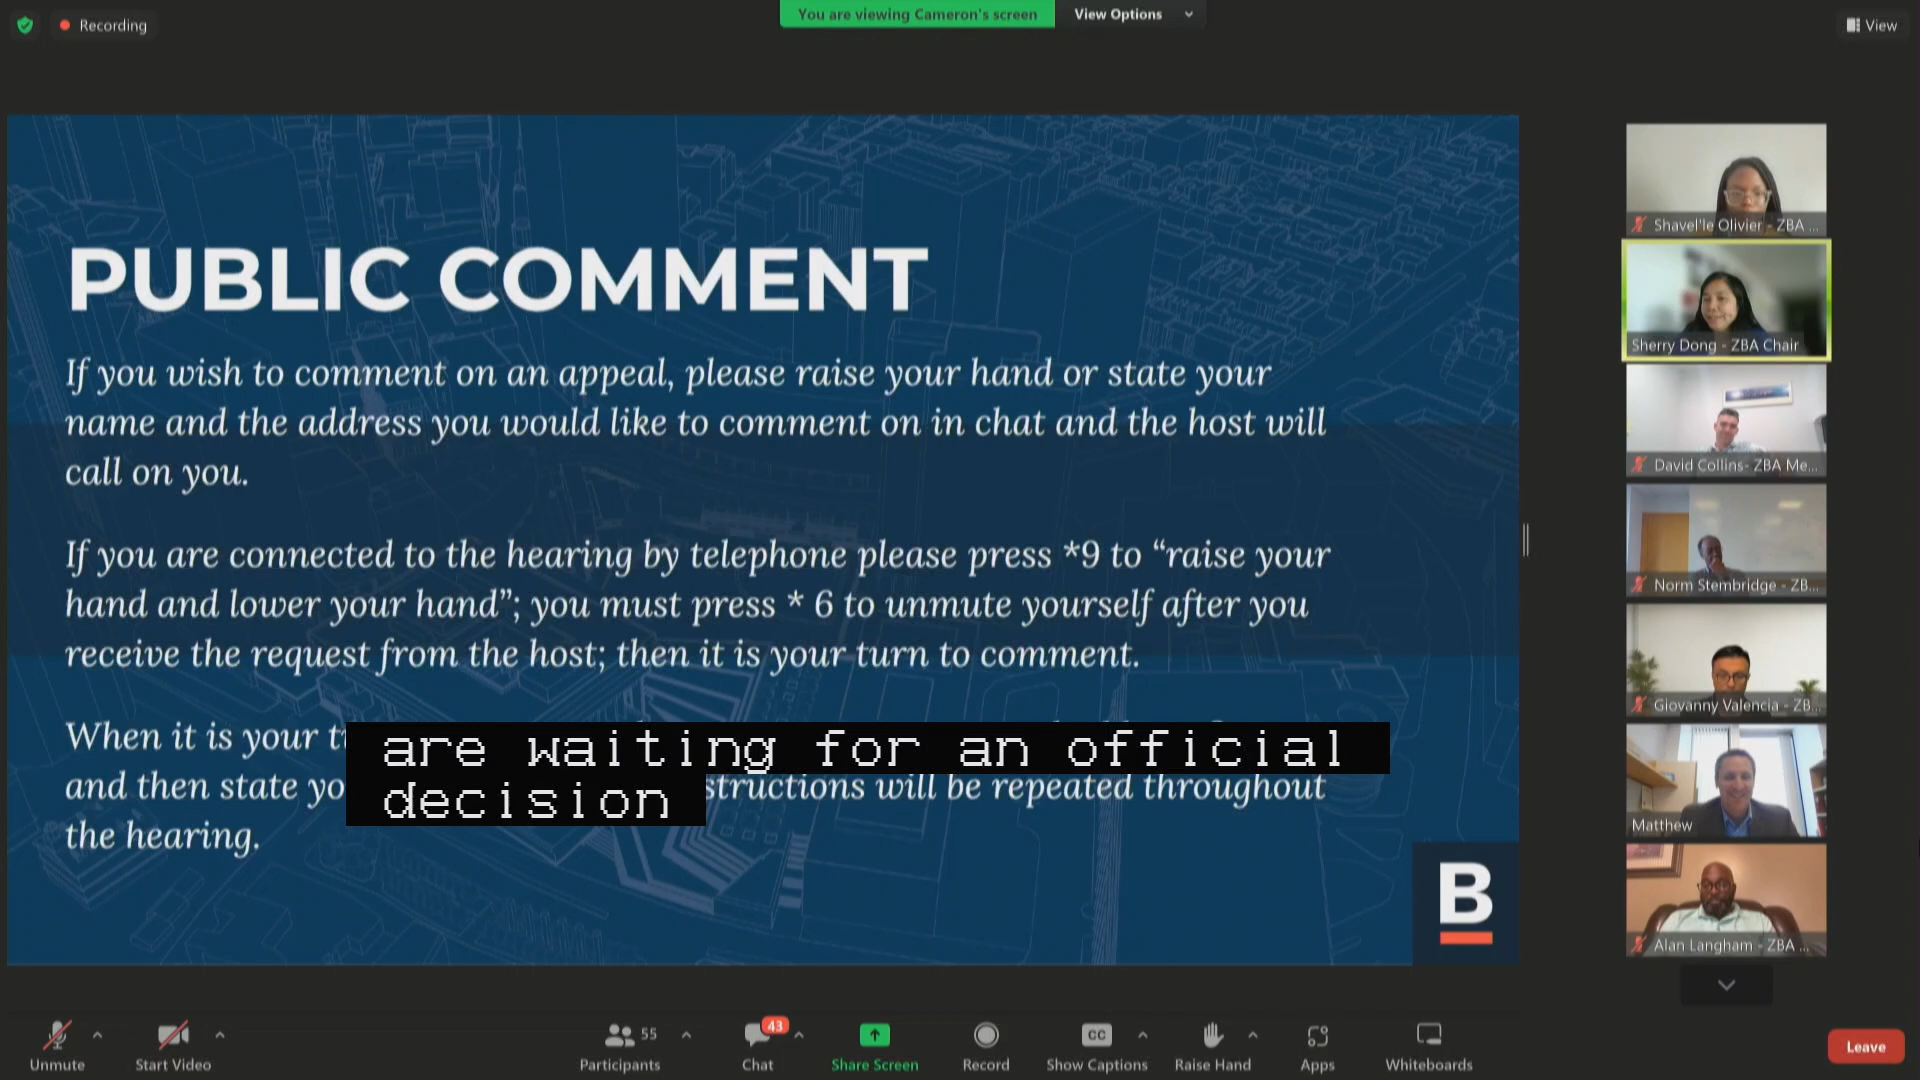 Recording
You are viewing Cameron's screen
View Options
View
PUBLIC COMMENT
If you wish to comment on an appeal, please raise your hand or state your
name and the address you would like to comment on in chat and the host will
call on you.
If you are connected to the hearing by telephone please press *9 to “raise your
hand and lower your hand”; you must press * 6 to unmute yourself after you
receive the request from the host; then it is your turn to comment.
When it is your
and then state
structions will be repeated throughout
the hearing.
are waiting for an official
decision
B
Shavel'le Olivier - ZBA ...
Sherry Dong - ZBA Chair
David Collins- ZBA Me...
Norm Stembridge - ZB...
Giovanny Valencia - ZB...
Matthew
Alan Langham - ZBA ...
Unmute
Start Video
55
Participants
43
Chat
Share Screen
Record
CC
Show Captions
Raise Hand
Apps
Whiteboards
Leave